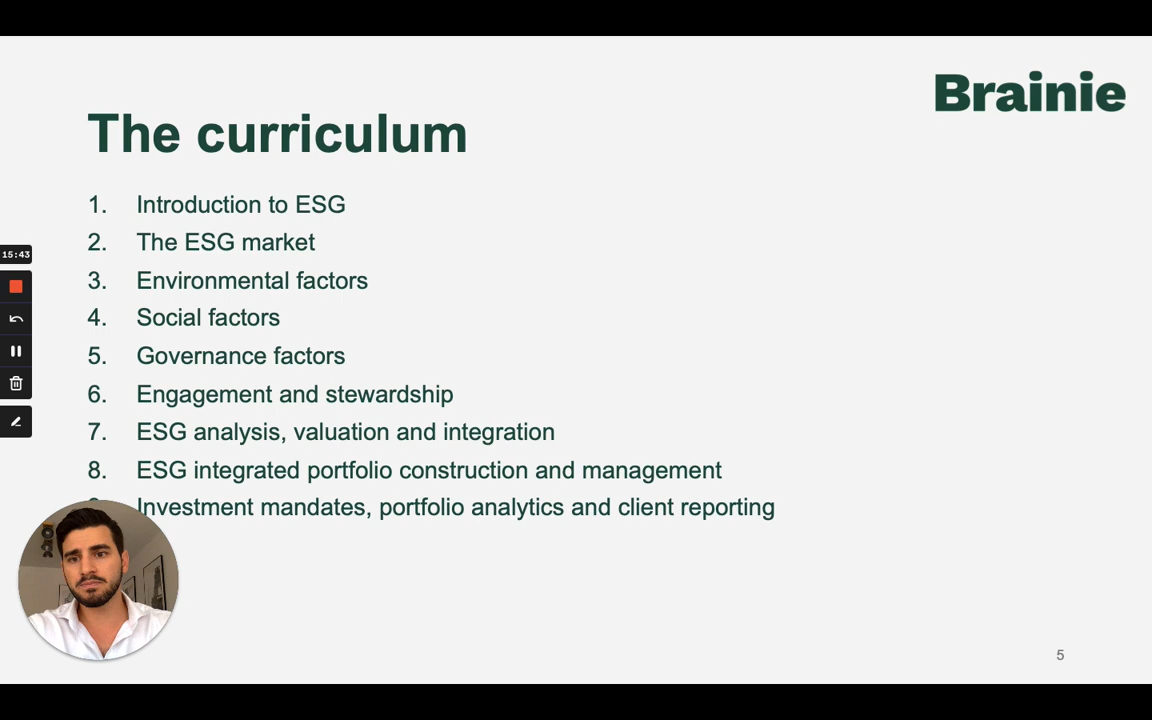 Brainie
The curriculum
1. Introduction to ESG
2. The ESG market
3. Environmental factors
4. Social factors
5. Governance factors
6. Engagement and stewardship
7. ESG analysis, valuation and integration
8. ESG integrated portfolio construction and management
Investment mandates, portfolio analytics and client reporting
15:43
5